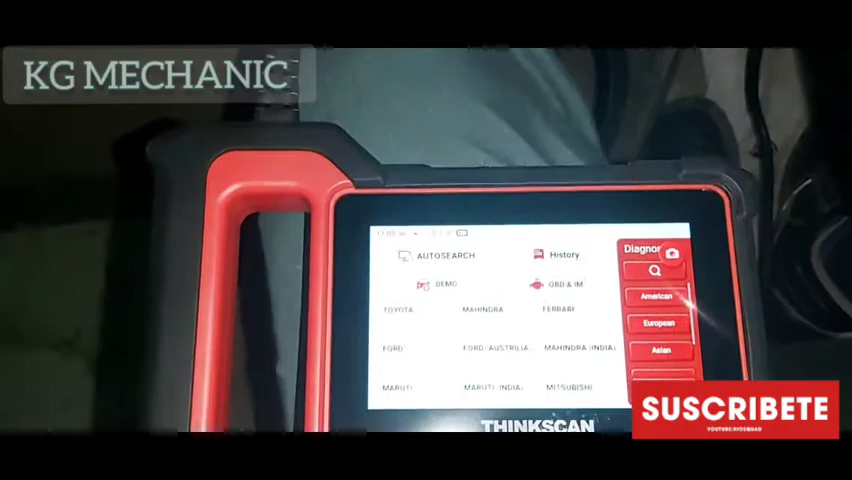 KG MECHANIC
AUTOSEARCH
History
DEMO
OBD & IM
TOYOTA
MAHINDRA
FERRARI
FORD
FORD AUSTRILIA
MAHINDRA (INDIA)
MARUTI
MARUTI (INDIA)
MITSUBISHI
Diagno
American
European
Asian
THINKSCAN
SUSCRIBETE